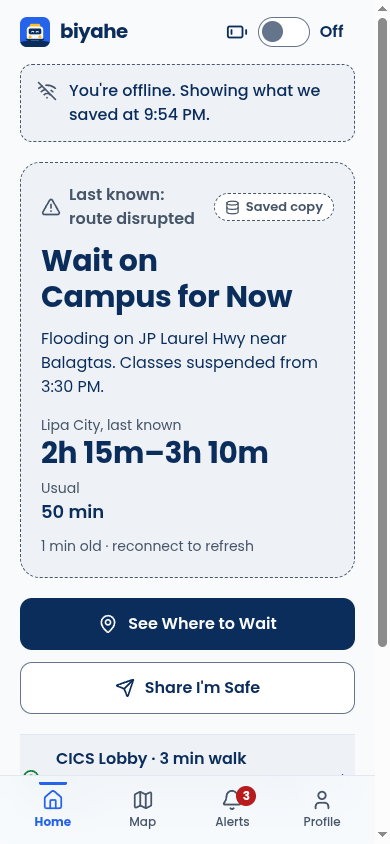 biyahe
Off
You're offline. Showing what we
saved at 9:54 PM.
Last known:
route disrupted
Saved copy
Wait on
Campus for Now
Flooding on JP Laurel Hwy near
Balagtas. Classes suspended from
3:30 PM.
Lipa City, last known
2h 15m–3h 10m
Usual
50 min
1 min old · reconnect to refresh
See Where to Wait
Share I'm Safe
CICS Lobby · 3 min walk
3
Home
Map
Alerts
Profile